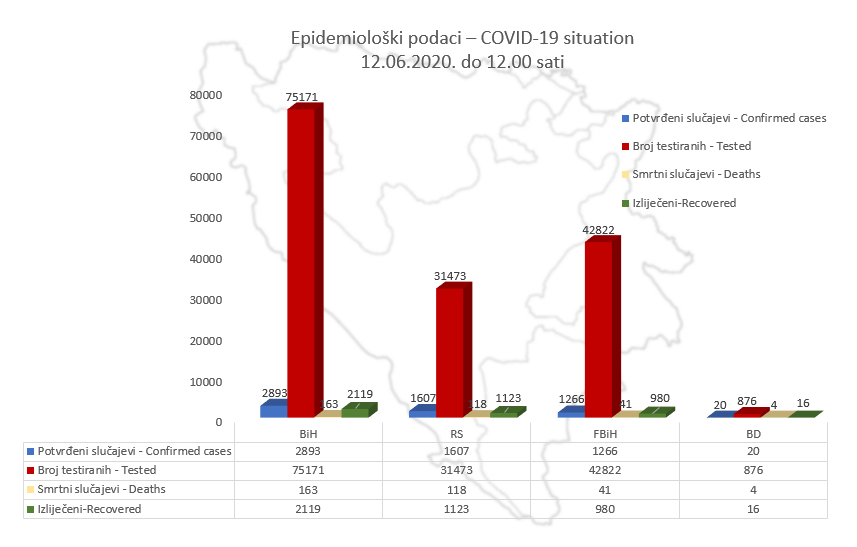 Epidemiološki podaci – COVID-19 situation
12.06.2020. do 12.00 sati
80000
70000
60000
50000
40000
30000
20000
10000
0
Potvrđeni slučajevi - Confirmed cases
Broj testiranih - Tested
Smrtni slučajevi - Deaths
Izliječeni-Recovered
2893 75171 163 2119
1607 31473 118 1123
1266 42822 41 980
20 876 4 16
BiH RS FBiH BD
Potvrđeni slučajevi - Confirmed cases 2893 1607 1266 20
Broj testiranih - Tested 75171 31473 42822 876
Smrtni slučajevi - Deaths 163 118 41 4
Izliječeni-Recovered 2119 1123 980 16